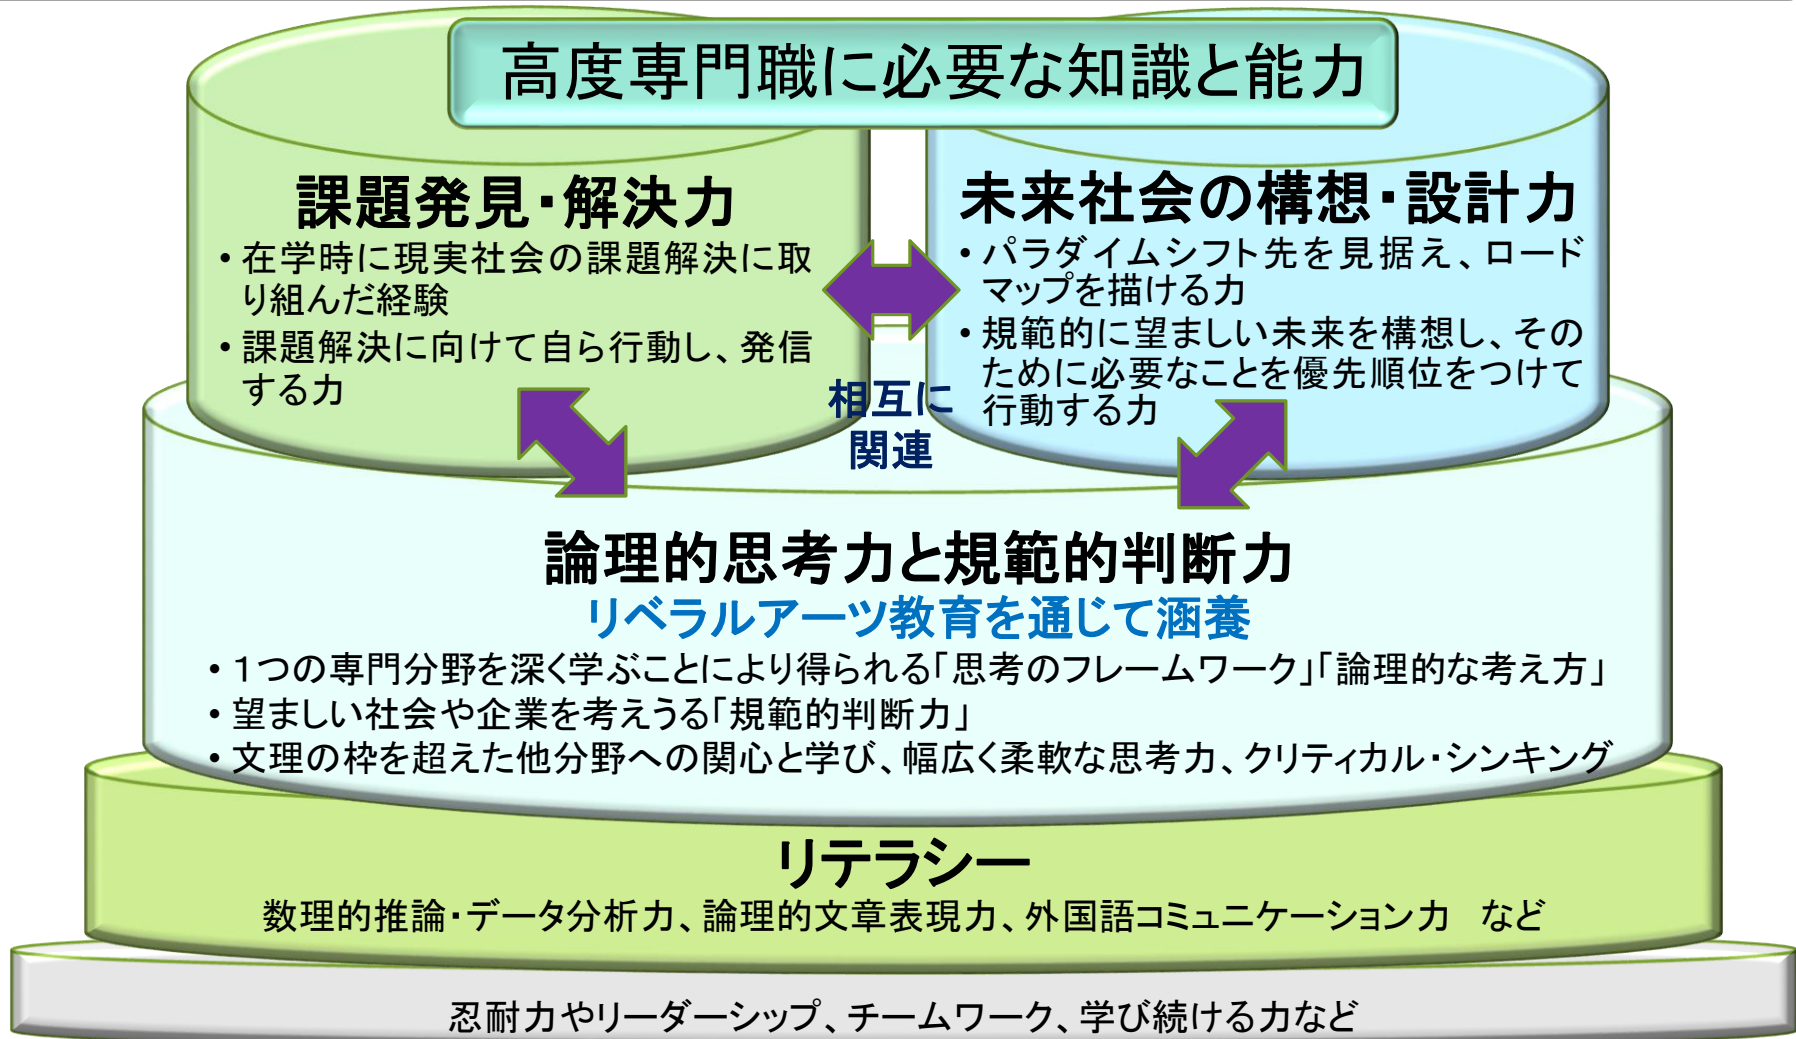 高度専門職に必要な知識と能力
課題発見・解決力
・在学時に現実社会の課題解決に取
り組んだ経験
・課題解決に向けて自ら行動し、発信
する力
未来社会の構想・設計力
・パラダイムシフト先を見据え、ロード
マップを描ける力
・規範的に望ましい未来を構想し、その
ために必要なことを優先順位をつけて
行動する力
相互に
関連
論理的思考力と規範的判断力
リベラルアーツ教育を通じて涵養
・１つの専門分野を深く学ぶことにより得られる「思考のフレームワーク」「論理的な考え方」
・望ましい社会や企業を考えうる「規範的判断力」
・文理の枠を超えた他分野への関心と学び、幅広く柔軟な思考力、クリティカル・シンキング
リテラシー
数理的推論・データ分析力、論理的文章表現力、外国語コミュニケーション力　など
忍耐力やリーダーシップ、チームワーク、学び続ける力など